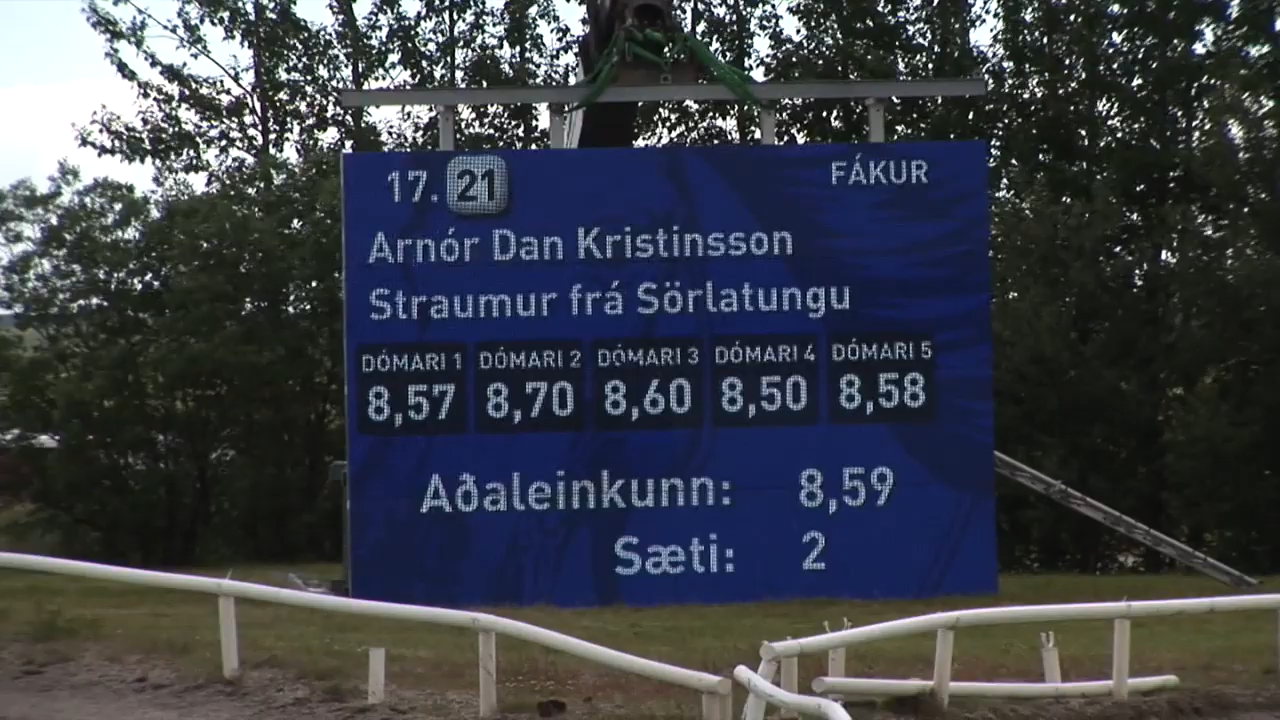 17. 21 FÁKUR
Arnór Dan Kristinsson
Straumur frá Sörlatungu
DÓMARI 1 DÓMARI 2 DÓMARI 3 DÓMARI 4 DÓMARI 5
8,57 8,70 8,60 8,50 8,58
Aðaleinkunn: 8,59
Sæti: 2